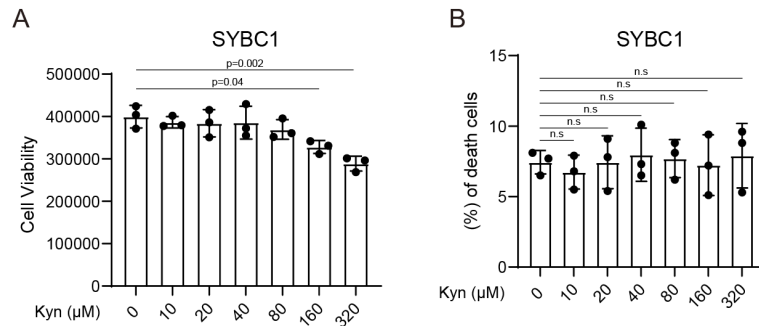 A
SYBC1
p=0.002
p=0.04
500000
400000
300000
200000
100000
0
Cell Viability
Kyn (µM)
0
10
20
40
80
160
320
B
SYBC1
n.s
n.s
n.s
n.s
n.s
n.s
15
10
5
0
(%) of death cells
Kyn (µM)
0
10
20
40
80
160
320